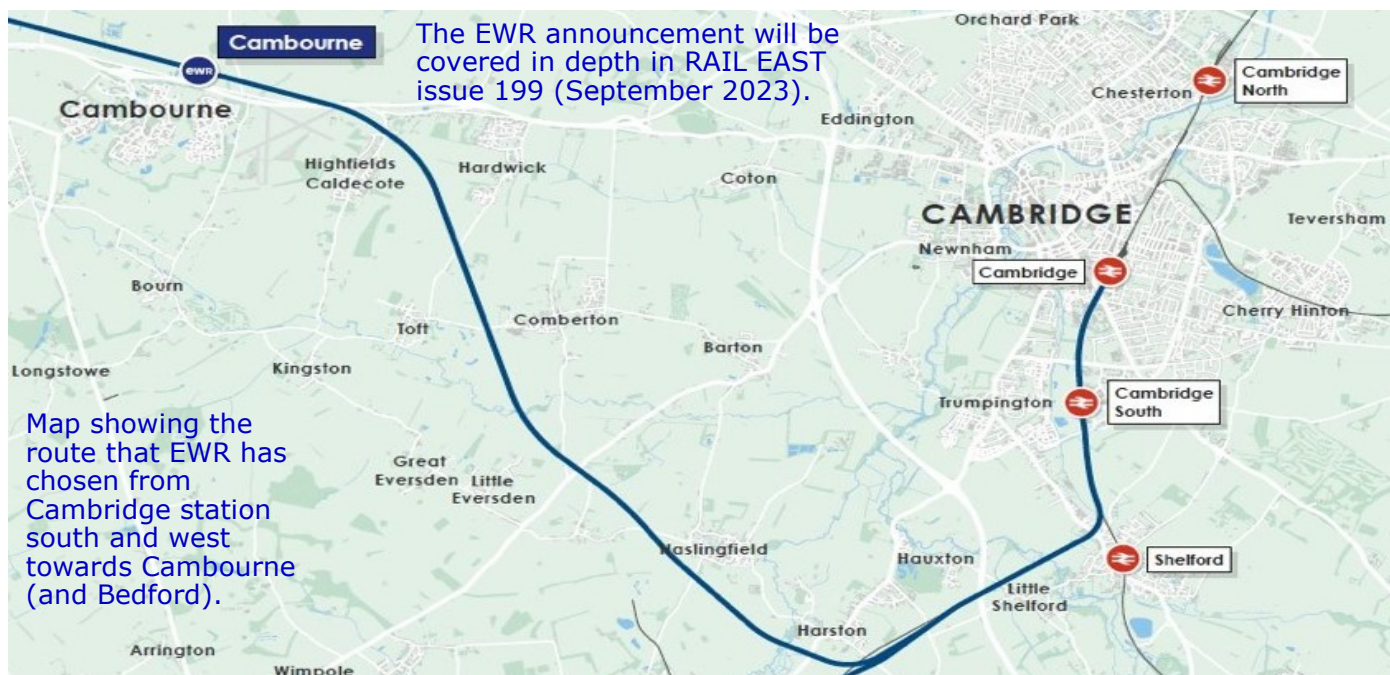 Orchard Park
Cambourne
The EWR announcement will be
covered in depth in RAIL EAST
issue 199 (September 2023).
ewr
Cambridge
North
Chesterton
Cambourne
Eddington
Highfields
Caldecote
Hardwick
Coton
CAMBRIDGE
Teversham
Newnham
Cambridge
Bourn
Cherry Hinton
Toft
Comberton
Barton
Longstowe
Kingston
Cambridge
South
Trumpington
Map showing the
route that EWR has
chosen from
Cambridge station
south and west
towards Cambourne
(and Bedford).
Great
Eversden
Little
Eversden
Haslingfield
Hauxton
Shelford
Little
Shelford
Harston
Arrington
Wimpole